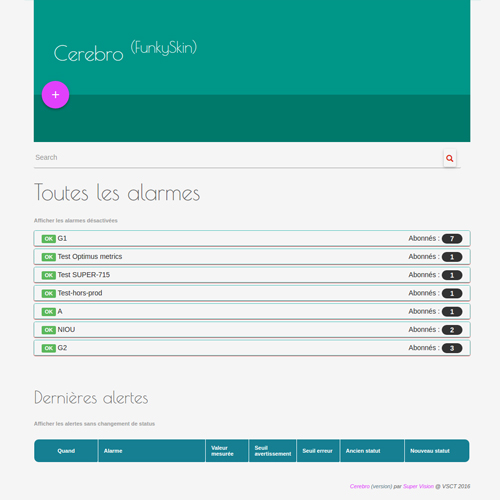 Cerebro (FunkySkin)
+
Search
Toutes les alarmes
Afficher les alarmes désactivées
OK G1 Abonnés : 7
OK Test Optimus metrics Abonnés : 1
OK Test SUPER-715 Abonnés : 1
OK Test-hors-prod Abonnés : 1
OK A Abonnés : 1
OK NIOU Abonnés : 2
OK G2 Abonnés : 3
Dernières alertes
Afficher les alertes sans changement de status
Quand Alarme Valeur mesurée Seuil avertissement Seuil erreur Ancien statut Nouveau statut
Cerebro (version) par Super Vision @ VSCT 2016